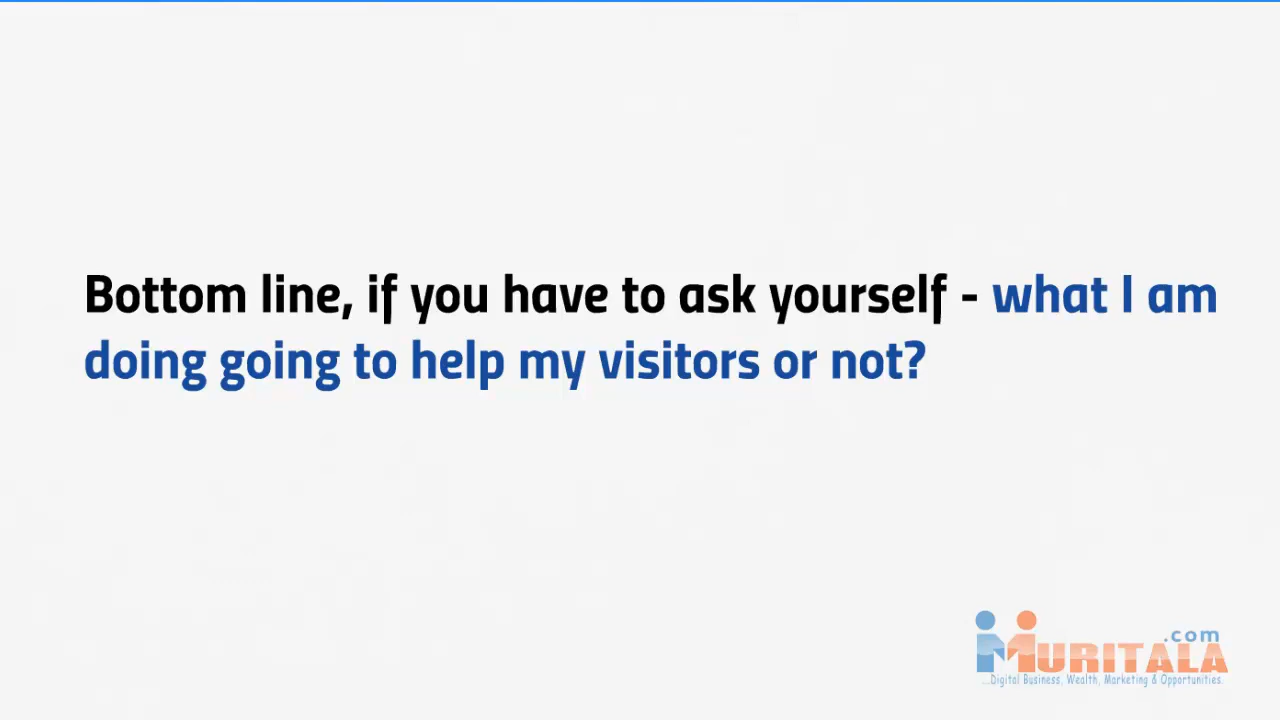 Bottom line, if you have to ask yourself - what I am
doing going to help my visitors or not?
.com
MURITALA
...Digital Business, Wealth, Marketing & Opportunities.